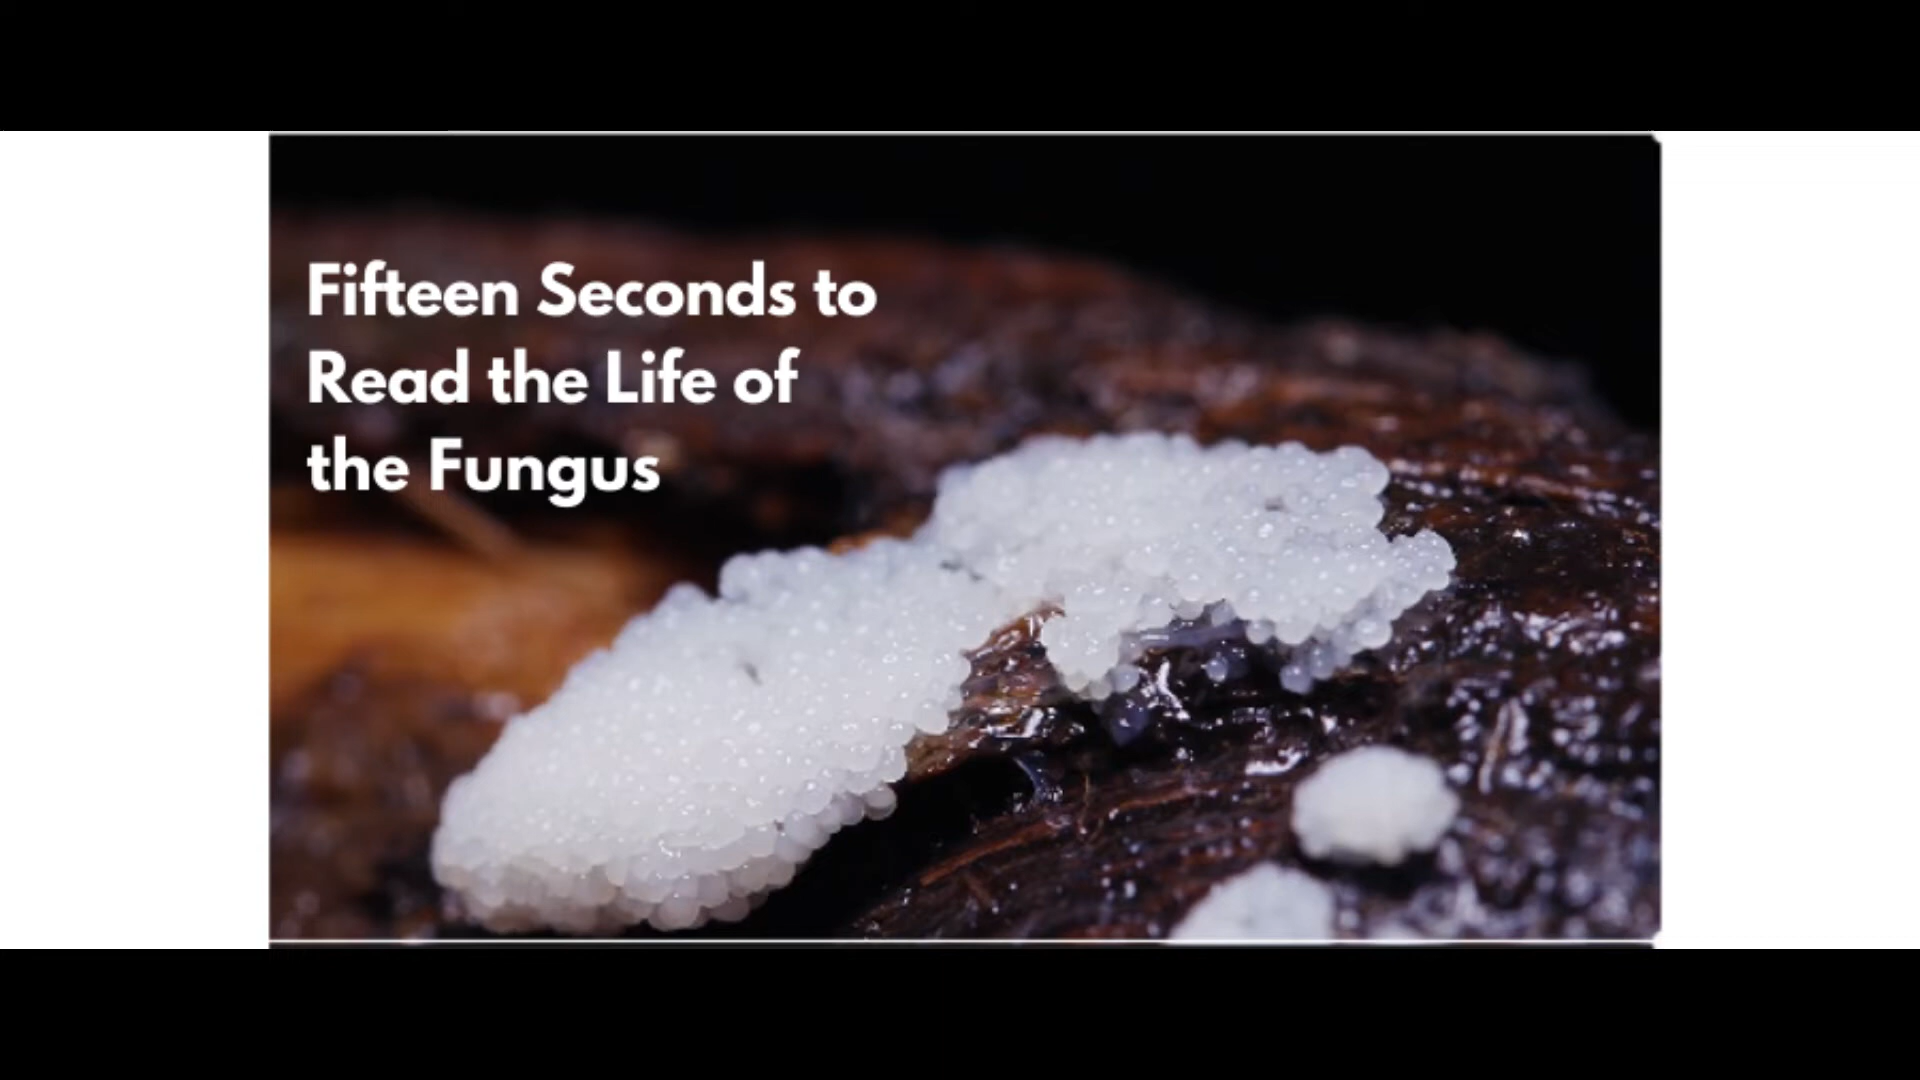 Fifteen Seconds to
Read the Life of
the Fungus